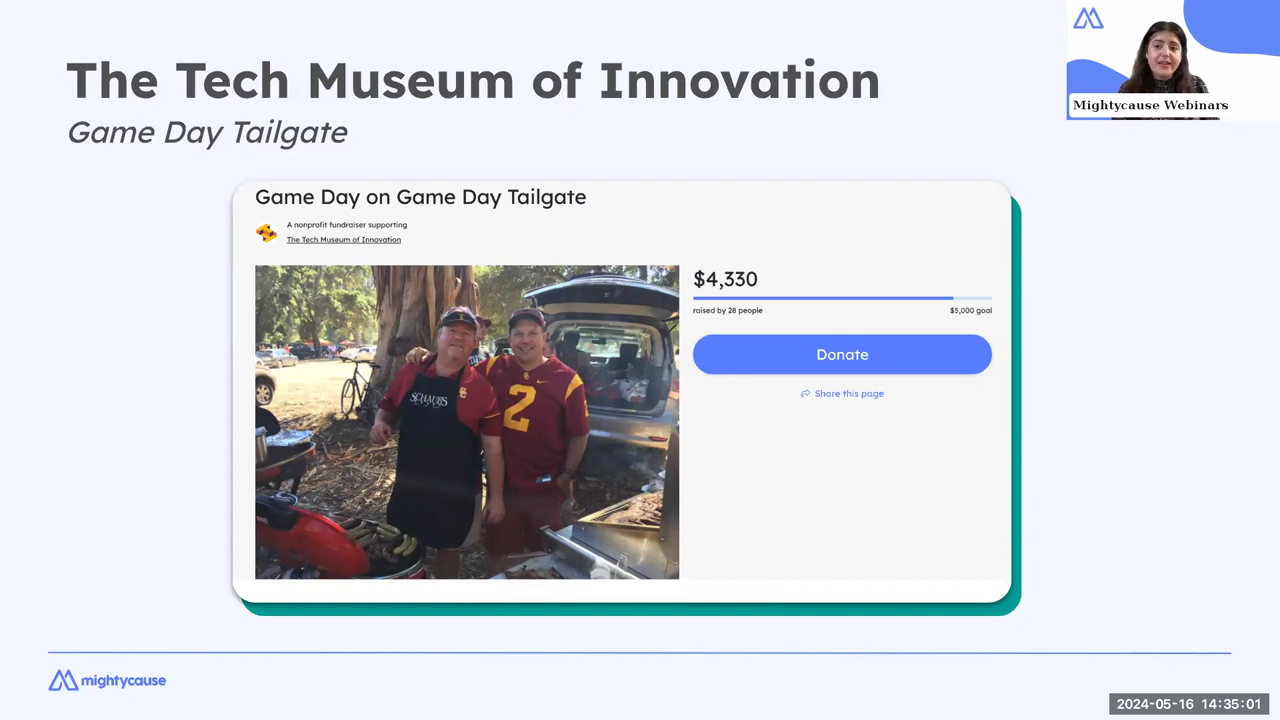 The Tech Museum of Innovation
Game Day Tailgate
Mightycause Webinars
Game Day on Game Day Tailgate
A nonprofit fundraiser supporting
The Tech Museum of Innovation
SCHAUBS
2
$4,330
raised by 28 people
$5,000 goal
Donate
Share this page
mightycause
2024-05-16 14:35:01